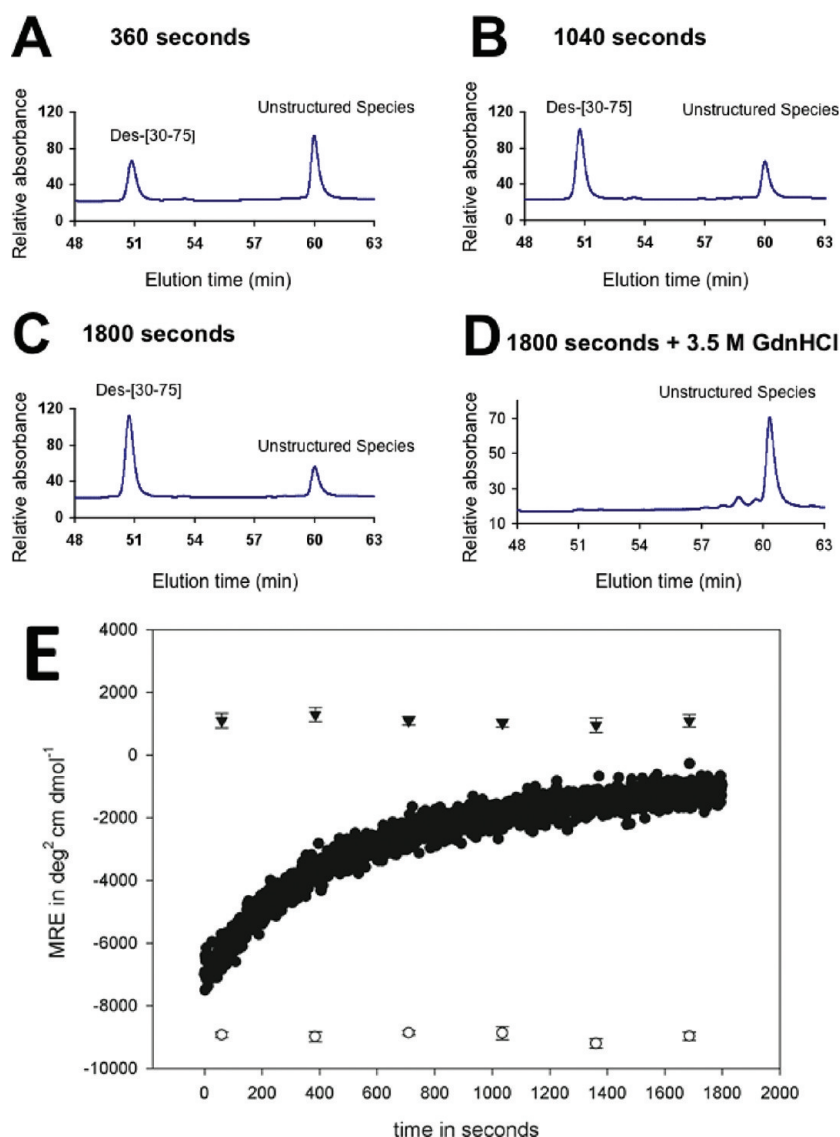 A 360 seconds
Relative absorbance
120
80
40
0
Des-[30-75]
Unstructured Species
48 51 54 57 60 63
Elution time (min)
B 1040 seconds
Relative absorbance
120
80
40
0
Des-[30-75]
Unstructured Species
48 51 54 57 60 63
Elution time (min)
C 1800 seconds
Relative absorbance
120
80
40
0
Des-[30-75]
Unstructured Species
48 51 54 57 60 63
Elution time (min)
D 1800 seconds + 3.5 M GdnHCl
Relative absorbance
70
50
30
10
Unstructured Species
48 51 54 57 60 63
Elution time (min)
E
MRE in deg² cm dmol⁻¹
4000
2000
0
-2000
-4000
-6000
-8000
-10000
0 200 400 600 800 1000 1200 1400 1600 1800 2000
time in seconds